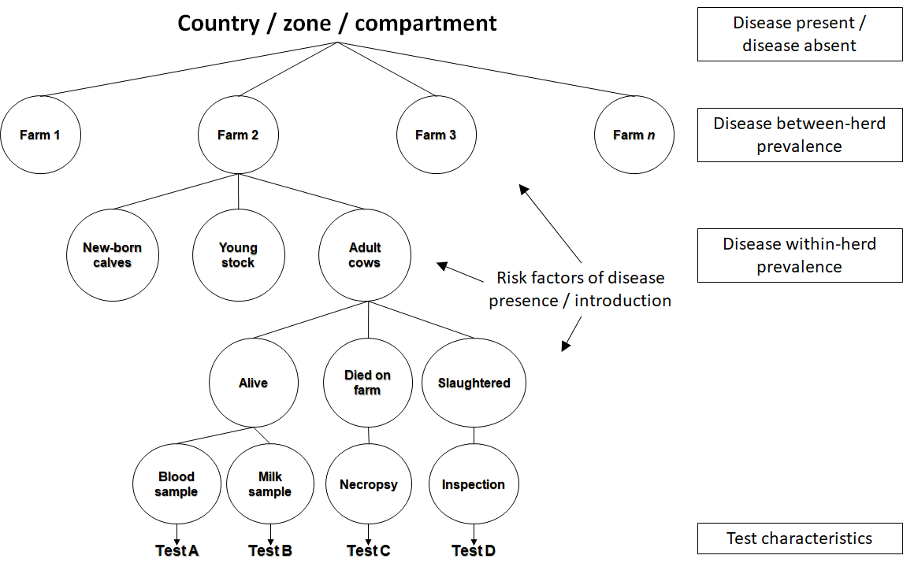 Country / zone / compartment
Disease present /
disease absent
Farm 1
Farm 2
Farm 3
Farm n
Disease between-herd
prevalence
New-born
calves
Young
stock
Adult
cows
Disease within-herd
prevalence
Risk factors of disease
presence / introduction
Alive
Died on
farm
Slaughtered
Blood
sample
Milk
sample
Necropsy
Inspection
Test A
Test B
Test C
Test D
Test characteristics